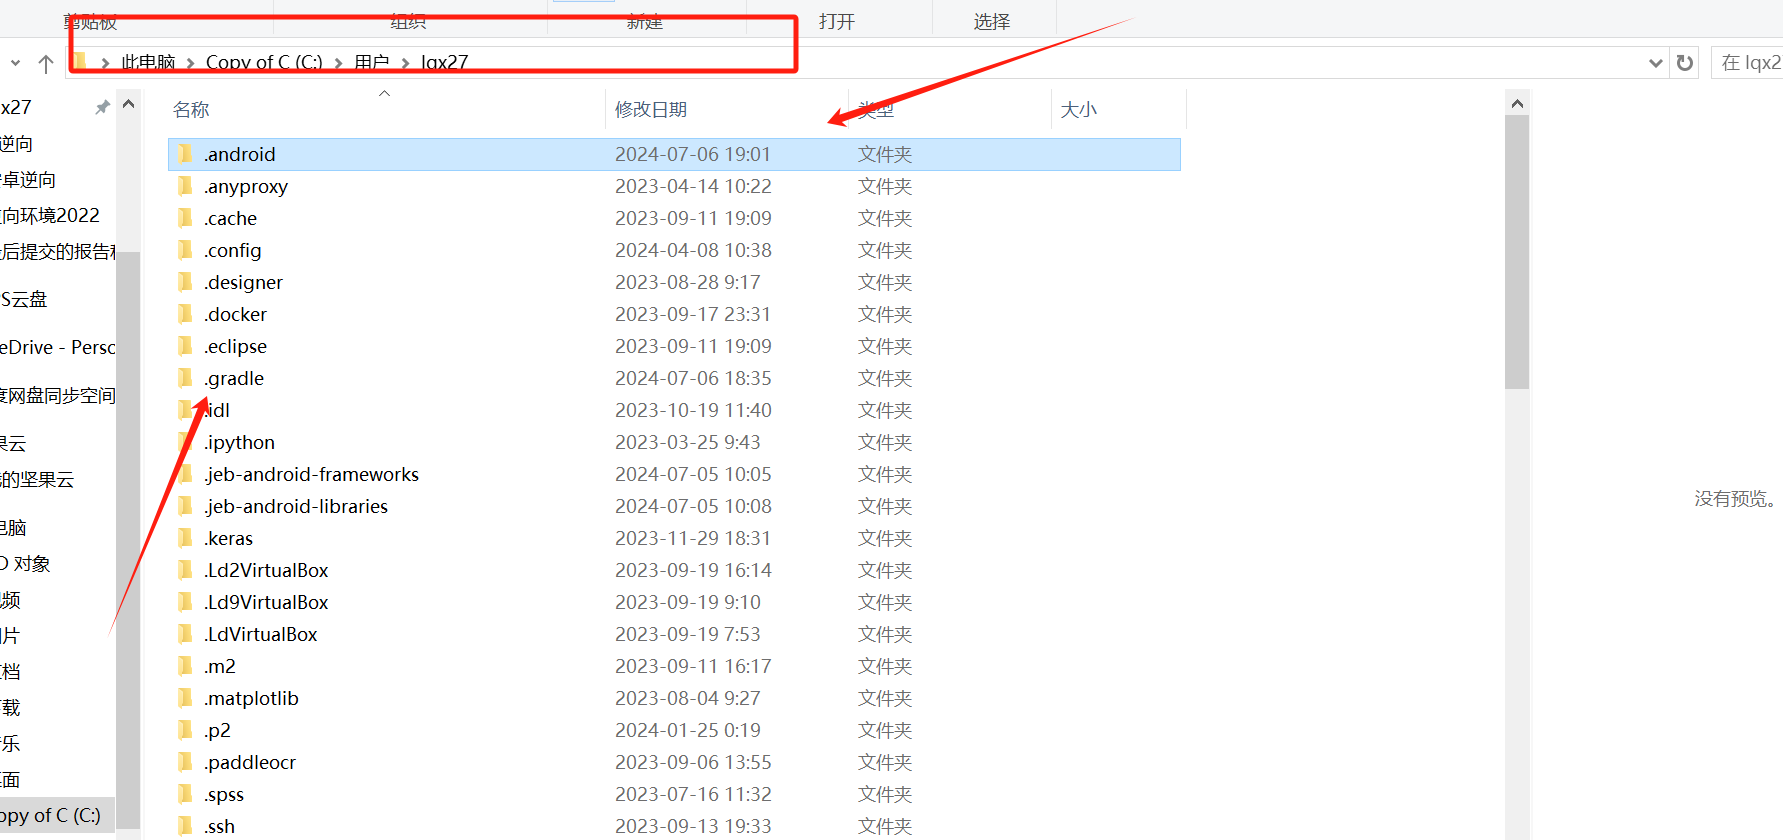 剪贴板 组织 新建 打开 选择
此电脑 Copy of C (C:) 用户 lqx27 在 lqx2
x27
逆向
卓逆向
向环境2022
后提交的报告
S云盘
eDrive - Persc
度网盘同步空间
果云
的坚果云
电脑
D 对象
频
片
档
载
乐
面
opy of C (C:)
名称 修改日期 类型 大小
.android 2024-07-06 19:01 文件夹
.anyproxy 2023-04-14 10:22 文件夹
.cache 2023-09-11 19:09 文件夹
.config 2024-04-08 10:38 文件夹
.designer 2023-08-28 9:17 文件夹
.docker 2023-09-17 23:31 文件夹
.eclipse 2023-09-11 19:09 文件夹
.gradle 2024-07-06 18:35 文件夹
.idl 2023-10-19 11:40 文件夹
.ipython 2023-03-25 9:43 文件夹
.jeb-android-frameworks 2024-07-05 10:05 文件夹
.jeb-android-libraries 2024-07-05 10:08 文件夹
.keras 2023-11-29 18:31 文件夹
.Ld2VirtualBox 2023-09-19 16:14 文件夹
.Ld9VirtualBox 2023-09-19 9:10 文件夹
.LdVirtualBox 2023-09-19 7:53 文件夹
.m2 2023-09-11 16:17 文件夹
.matplotlib 2023-08-04 9:27 文件夹
.p2 2024-01-25 0:19 文件夹
.paddleocr 2023-09-06 13:55 文件夹
.spss 2023-07-16 11:32 文件夹
.ssh 2023-09-13 19:33 文件夹
没有预览。